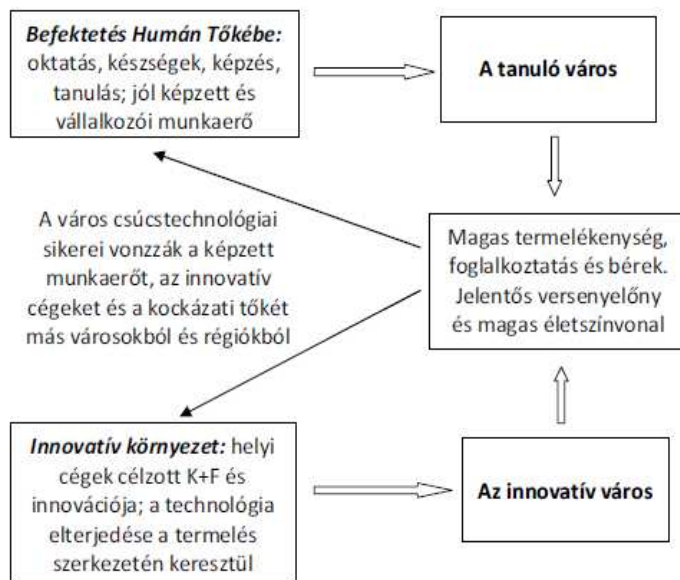 Befektetés Humán Tőkébe:
oktatás, készségek, képzés,
tanulás; jól képzett és
vállalkozói munkaerő
A tanuló város
A város csúcstechnológiai
sikerei vonzzák a képzett
munkaerőt, az innovatív
cégeket és a kockázati tőkét
más városokból és régiókból
Magas termelékenység,
foglalkoztatás és bérek.
Jelentős versenyelőny
és magas életszínvonal
Innovatív környezet: helyi
cégek célzott K+F és
innovációja; a technológia
elterjedése a termelés
szerkezetén keresztül
Az innovatív város